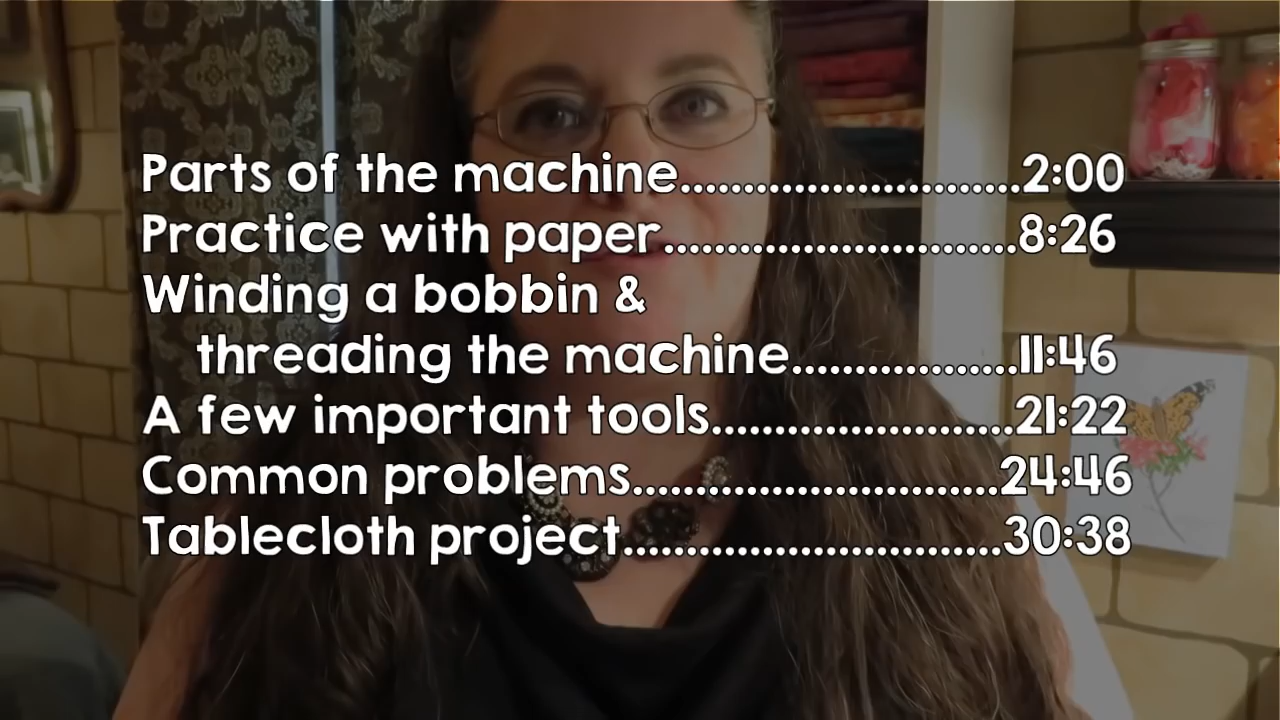 Parts of the machine...........................2:00
Practice with paper............................8:26
Winding a bobbin &
threading the machine..................11:46
A few important tools........................21:22
Common problems.............................24:46
Tablecloth project..............................30:38